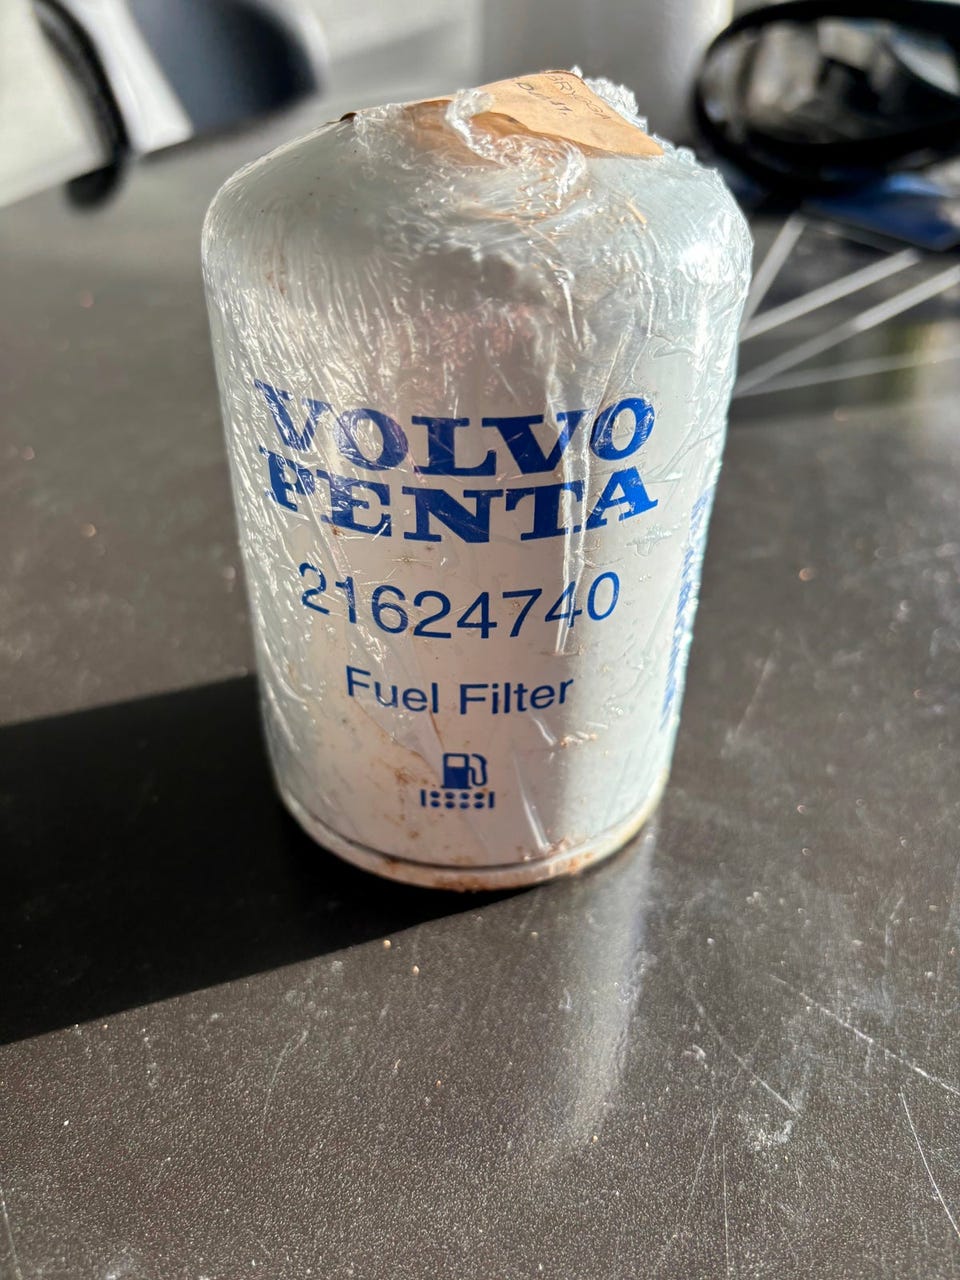 VOLVO
PENTA
21624740
Fuel Filter